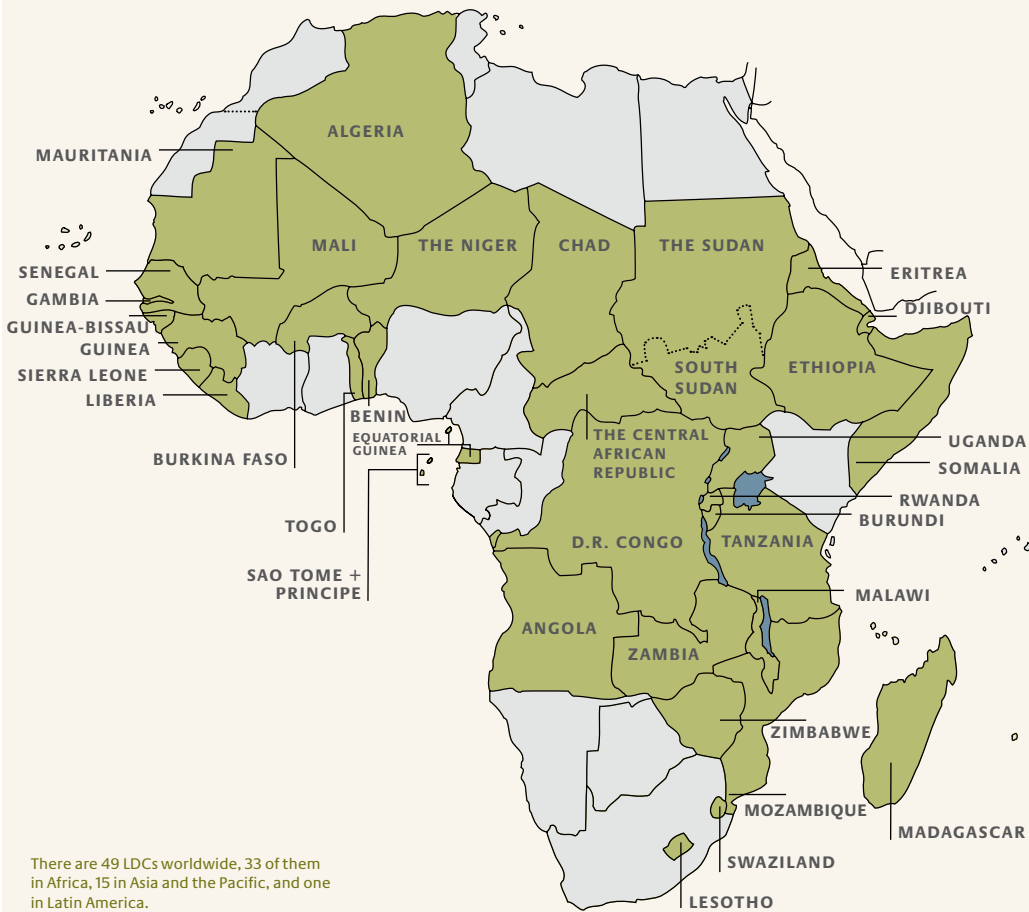 ALGERIA
MAURITANIA
MALI
THE NIGER
CHAD
THE SUDAN
SENEGAL
ERITREA
GAMBIA
DJIBOUTI
GUINEA-BISSAU
GUINEA
SOUTH
SUDAN
ETHIOPIA
SIERRA LEONE
LIBERIA
BENIN
EQUATORIAL
GUINEA
THE CENTRAL
AFRICAN
REPUBLIC
UGANDA
BURKINA FASO
SOMALIA
RWANDA
BURUNDI
TOGO
D.R. CONGO
TANZANIA
SAO TOME +
PRINCIPE
MALAWI
ANGOLA
ZAMBIA
ZIMBABWE
MOZAMBIQUE
MADAGASCAR
SWAZILAND
LESOTHO
There are 49 LDCs worldwide, 33 of them
in Africa, 15 in Asia and the Pacific, and one
in Latin America.